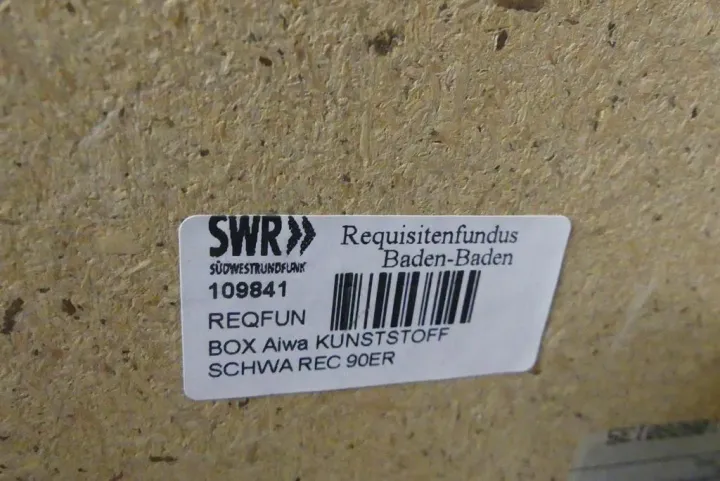 SWR
SÜDWESTRUNDFUNK
Requisitenfundus
Baden-Baden
109841
REQFUN
BOX Aiwa KUNSTSTOFF
SCHWA REC 90ER